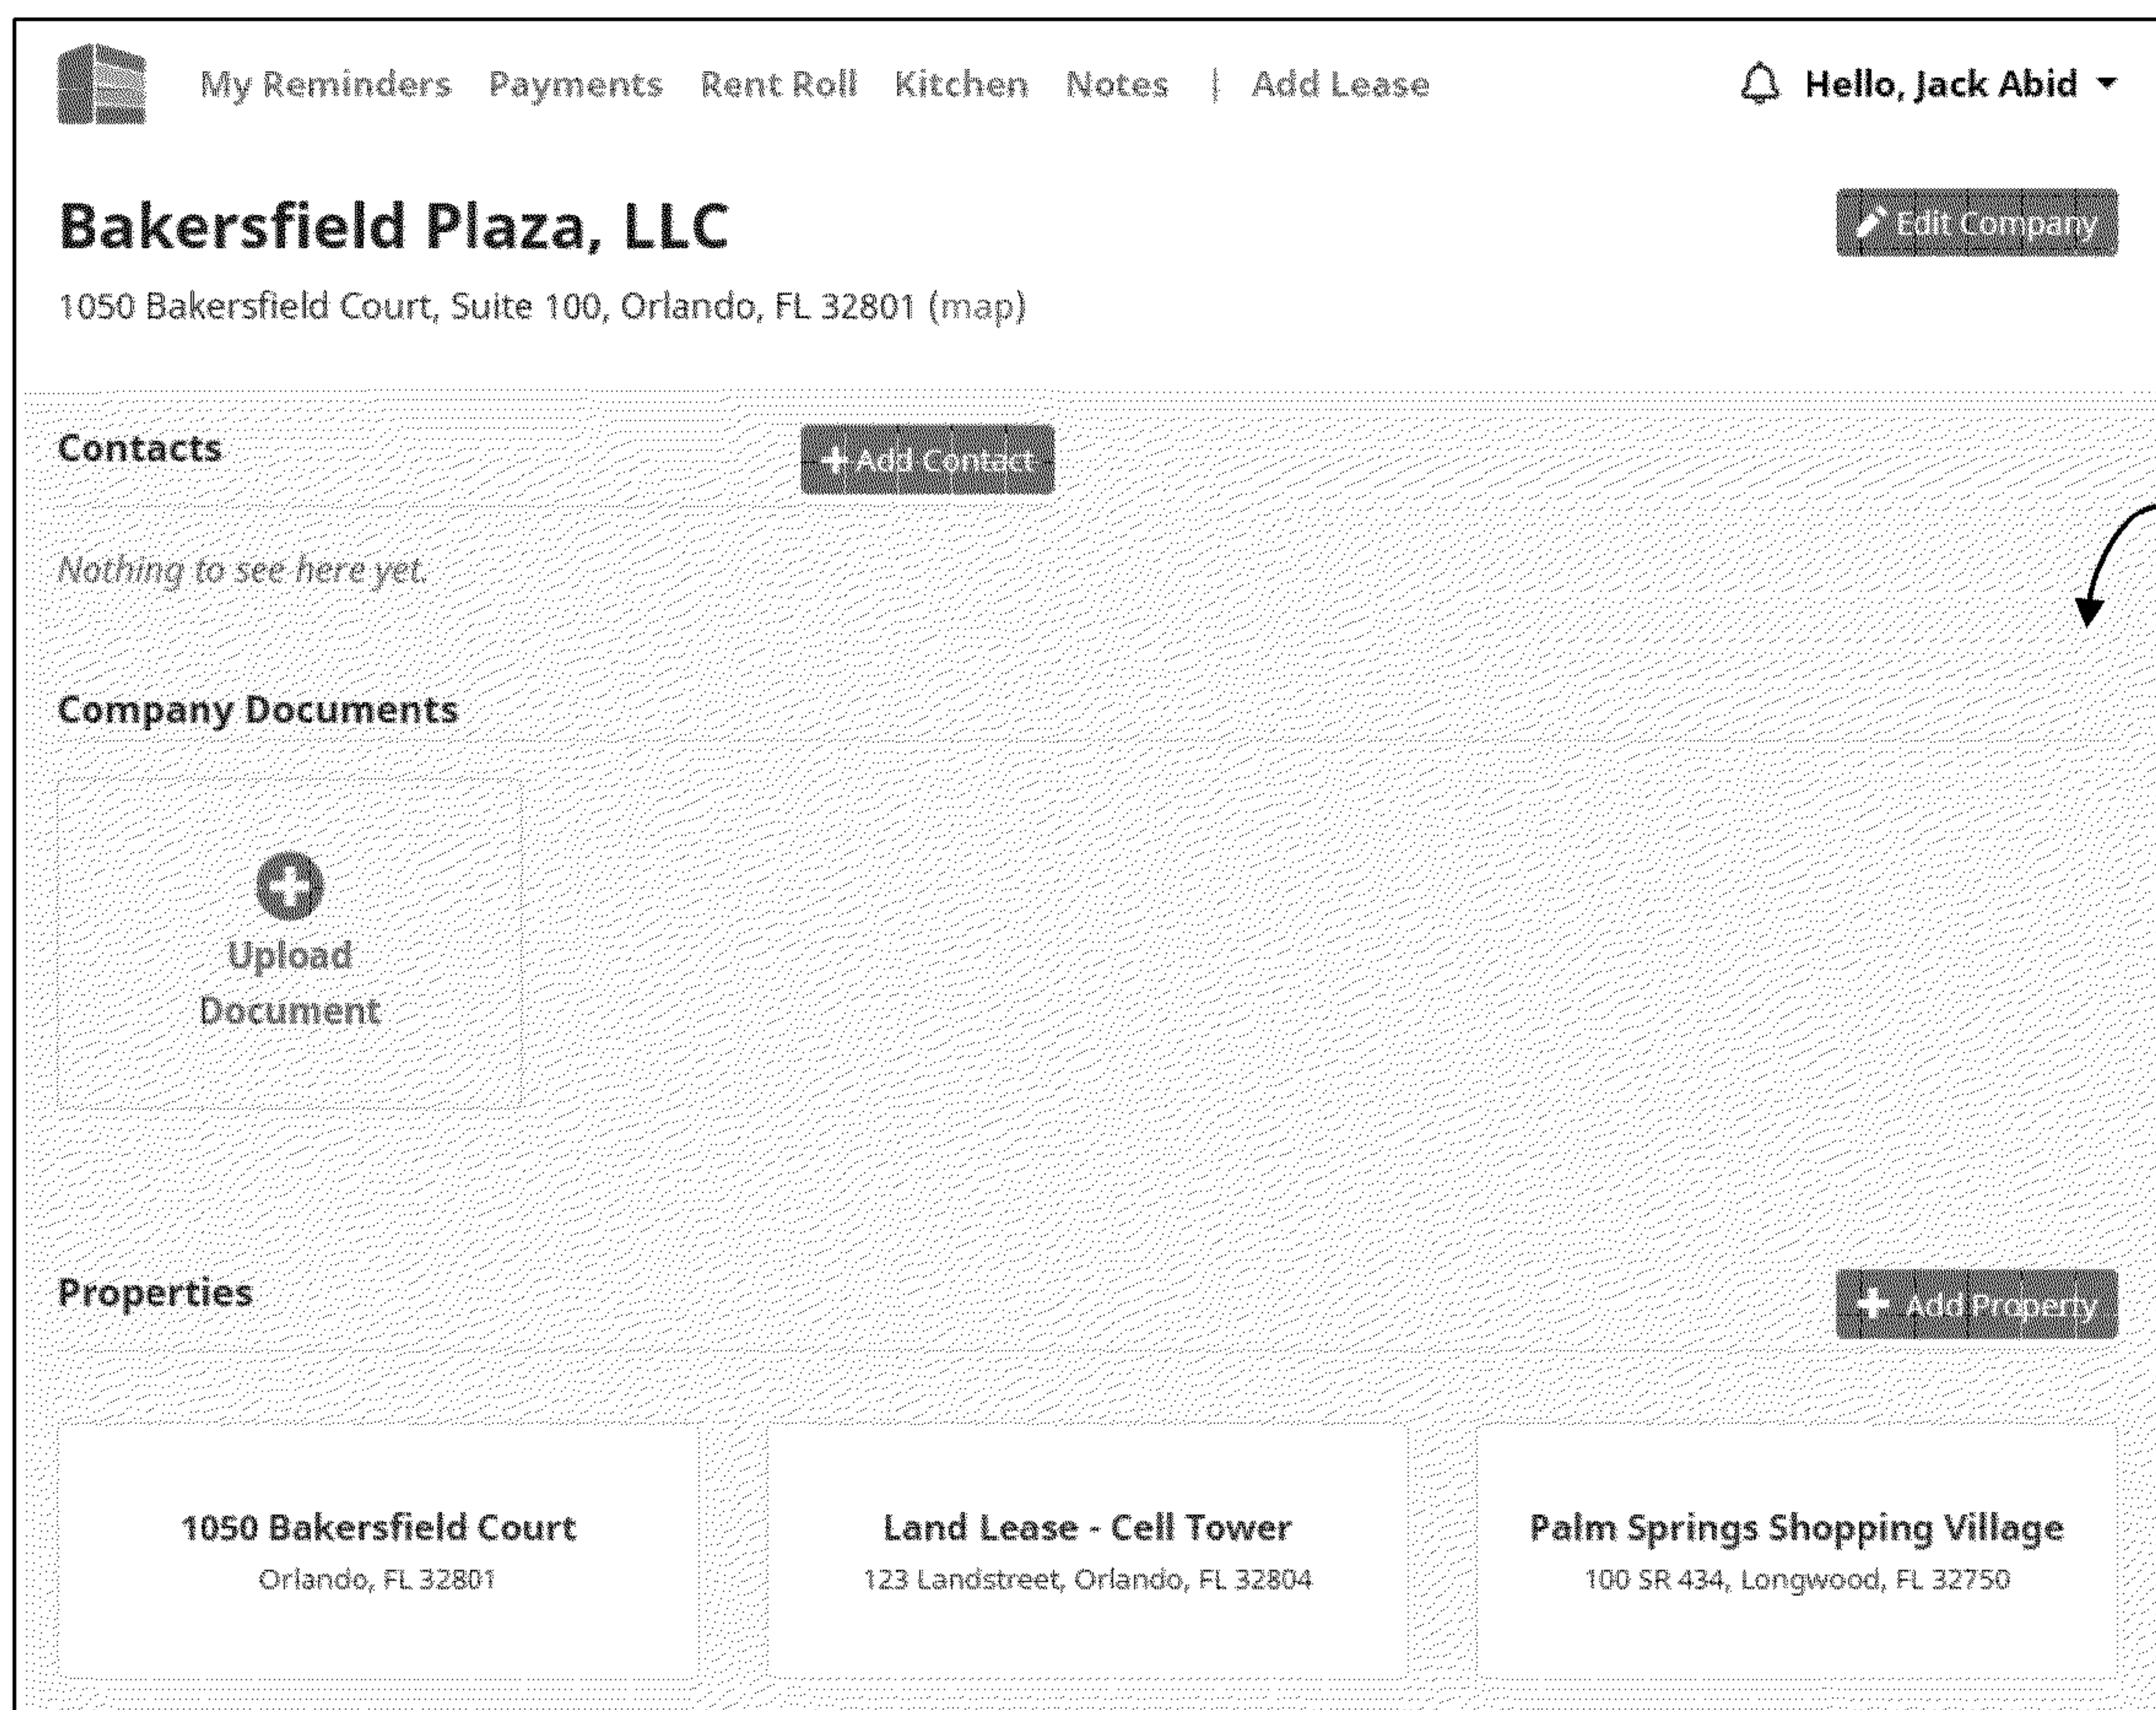 My Reminders Payments Rent Roll Kitchen Notes | Add Lease Hello, Jack Abid
Bakersfield Plaza, LLC
Edit Company
1050 Bakersfield Court, Suite 100, Orlando, FL 32801 (map)
Contacts
Add Contact
Nothing to see here yet.
Company Documents
Upload
Document
Properties
Add Property
1050 Bakersfield Court
Orlando, FL 32801
Land Lease - Cell Tower
123 Landstreet, Orlando, FL 32804
Palm Springs Shopping Village
100 SR 434, Longwood, FL 32750